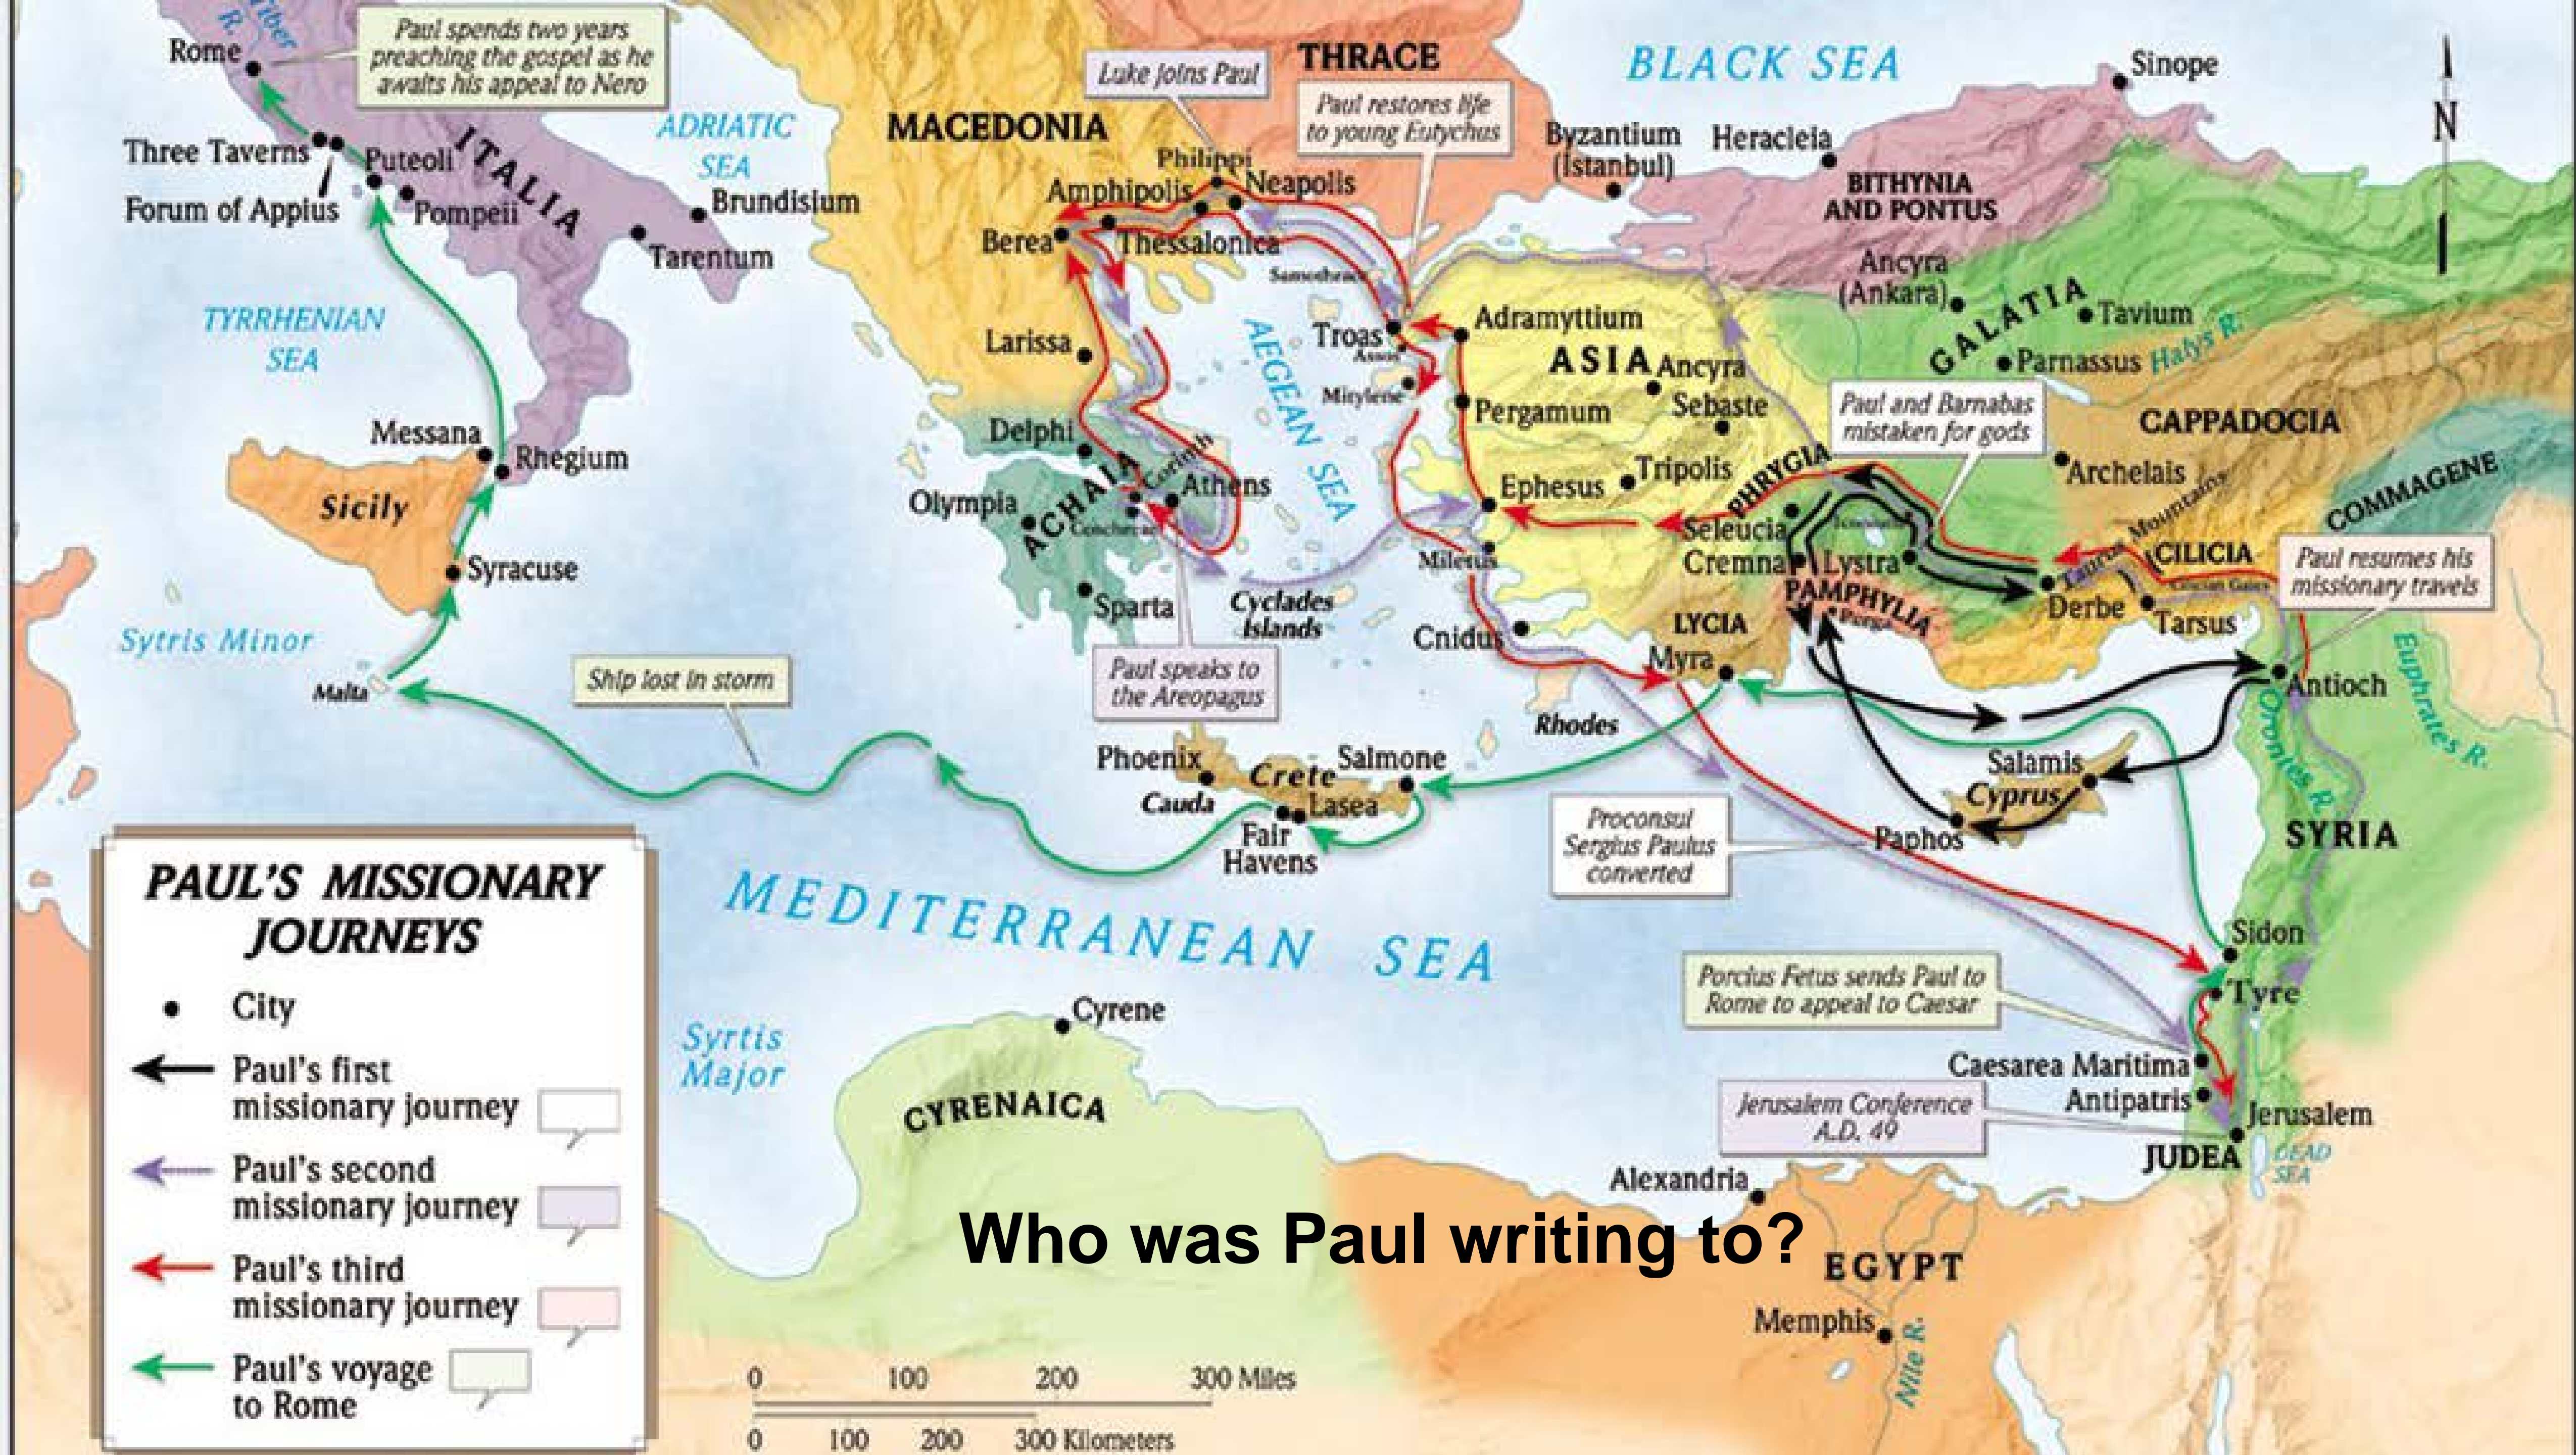 Tiber
R.
Rome
Paul spends two years
preaching the gospel as he
awaits his appeal to Nero
Three Taverns
Forum of Appius
Puteoli
Pompeii
ITALIA
ADRIATIC
SEA
Brundisium
Tarentum
TYRRHENIAN
SEA
Messana
Rhegium
Sicily
Syracuse
Sytris Minor
Malta
Ship lost in storm
MACEDONIA
Luke joins Paul
THRACE
Paul restores life
to young Eutychus
Philippi
Amphipolis
Neapolis
Berea
Thessalonica
Samothrace
Larissa
Delphi
ACHAIA
Corinth
Athens
Olympia
Cenchreae
Sparta
AEGEAN SEA
Cyclades
Islands
Paul speaks to
the Areopagus
BLACK SEA
Sinope
N
Byzantium
(Istanbul)
Heracleia
BITHYNIA
AND PONTUS
Ancyra
(Ankara)
GALATIA
Tavium
Parnassus
Halys R.
Troas
Assos
Adramyttium
Mitylene
ASIA
Ancyra
Pergamum
Sebaste
Paul and Barnabas
mistaken for gods
CAPPADOCIA
Archelais
COMMAGENE
Ephesus
Tripolis
PHRYGIA
Seleucia
Cremna
Lystra
PAMPHYLIA
Perga
Miletus
Taurus Mountains
CILICIA
Cilician Gates
Derbe
Tarsus
Paul resumes his
missionary travels
Cnidus
LYCIA
Myra
Rhodes
Antioch
Orontes R.
Euphrates R.
Phoenix
Crete
Salmone
Cauda
Lasea
Fair
Havens
Salamis
Cyprus
Paphos
Proconsul
Sergius Paulus
converted
SYRIA
MEDITERRANEAN SEA
Sidon
Tyre
Porcius Fetus sends Paul to
Rome to appeal to Caesar
Caesarea Maritima
Antipatris
Jerusalem Conference
A.D. 49
Jerusalem
JUDEA
DEAD
SEA
Syrtis
Major
Cyrene
CYRENAICA
Alexandria
Who was Paul writing to?
EGYPT
Memphis
Nile R.
PAUL'S MISSIONARY
JOURNEYS
City
Paul's first
missionary journey
Paul's second
missionary journey
Paul's third
missionary journey
Paul's voyage
to Rome
0 100 200 300 Miles
0 100 200 300 Kilometers